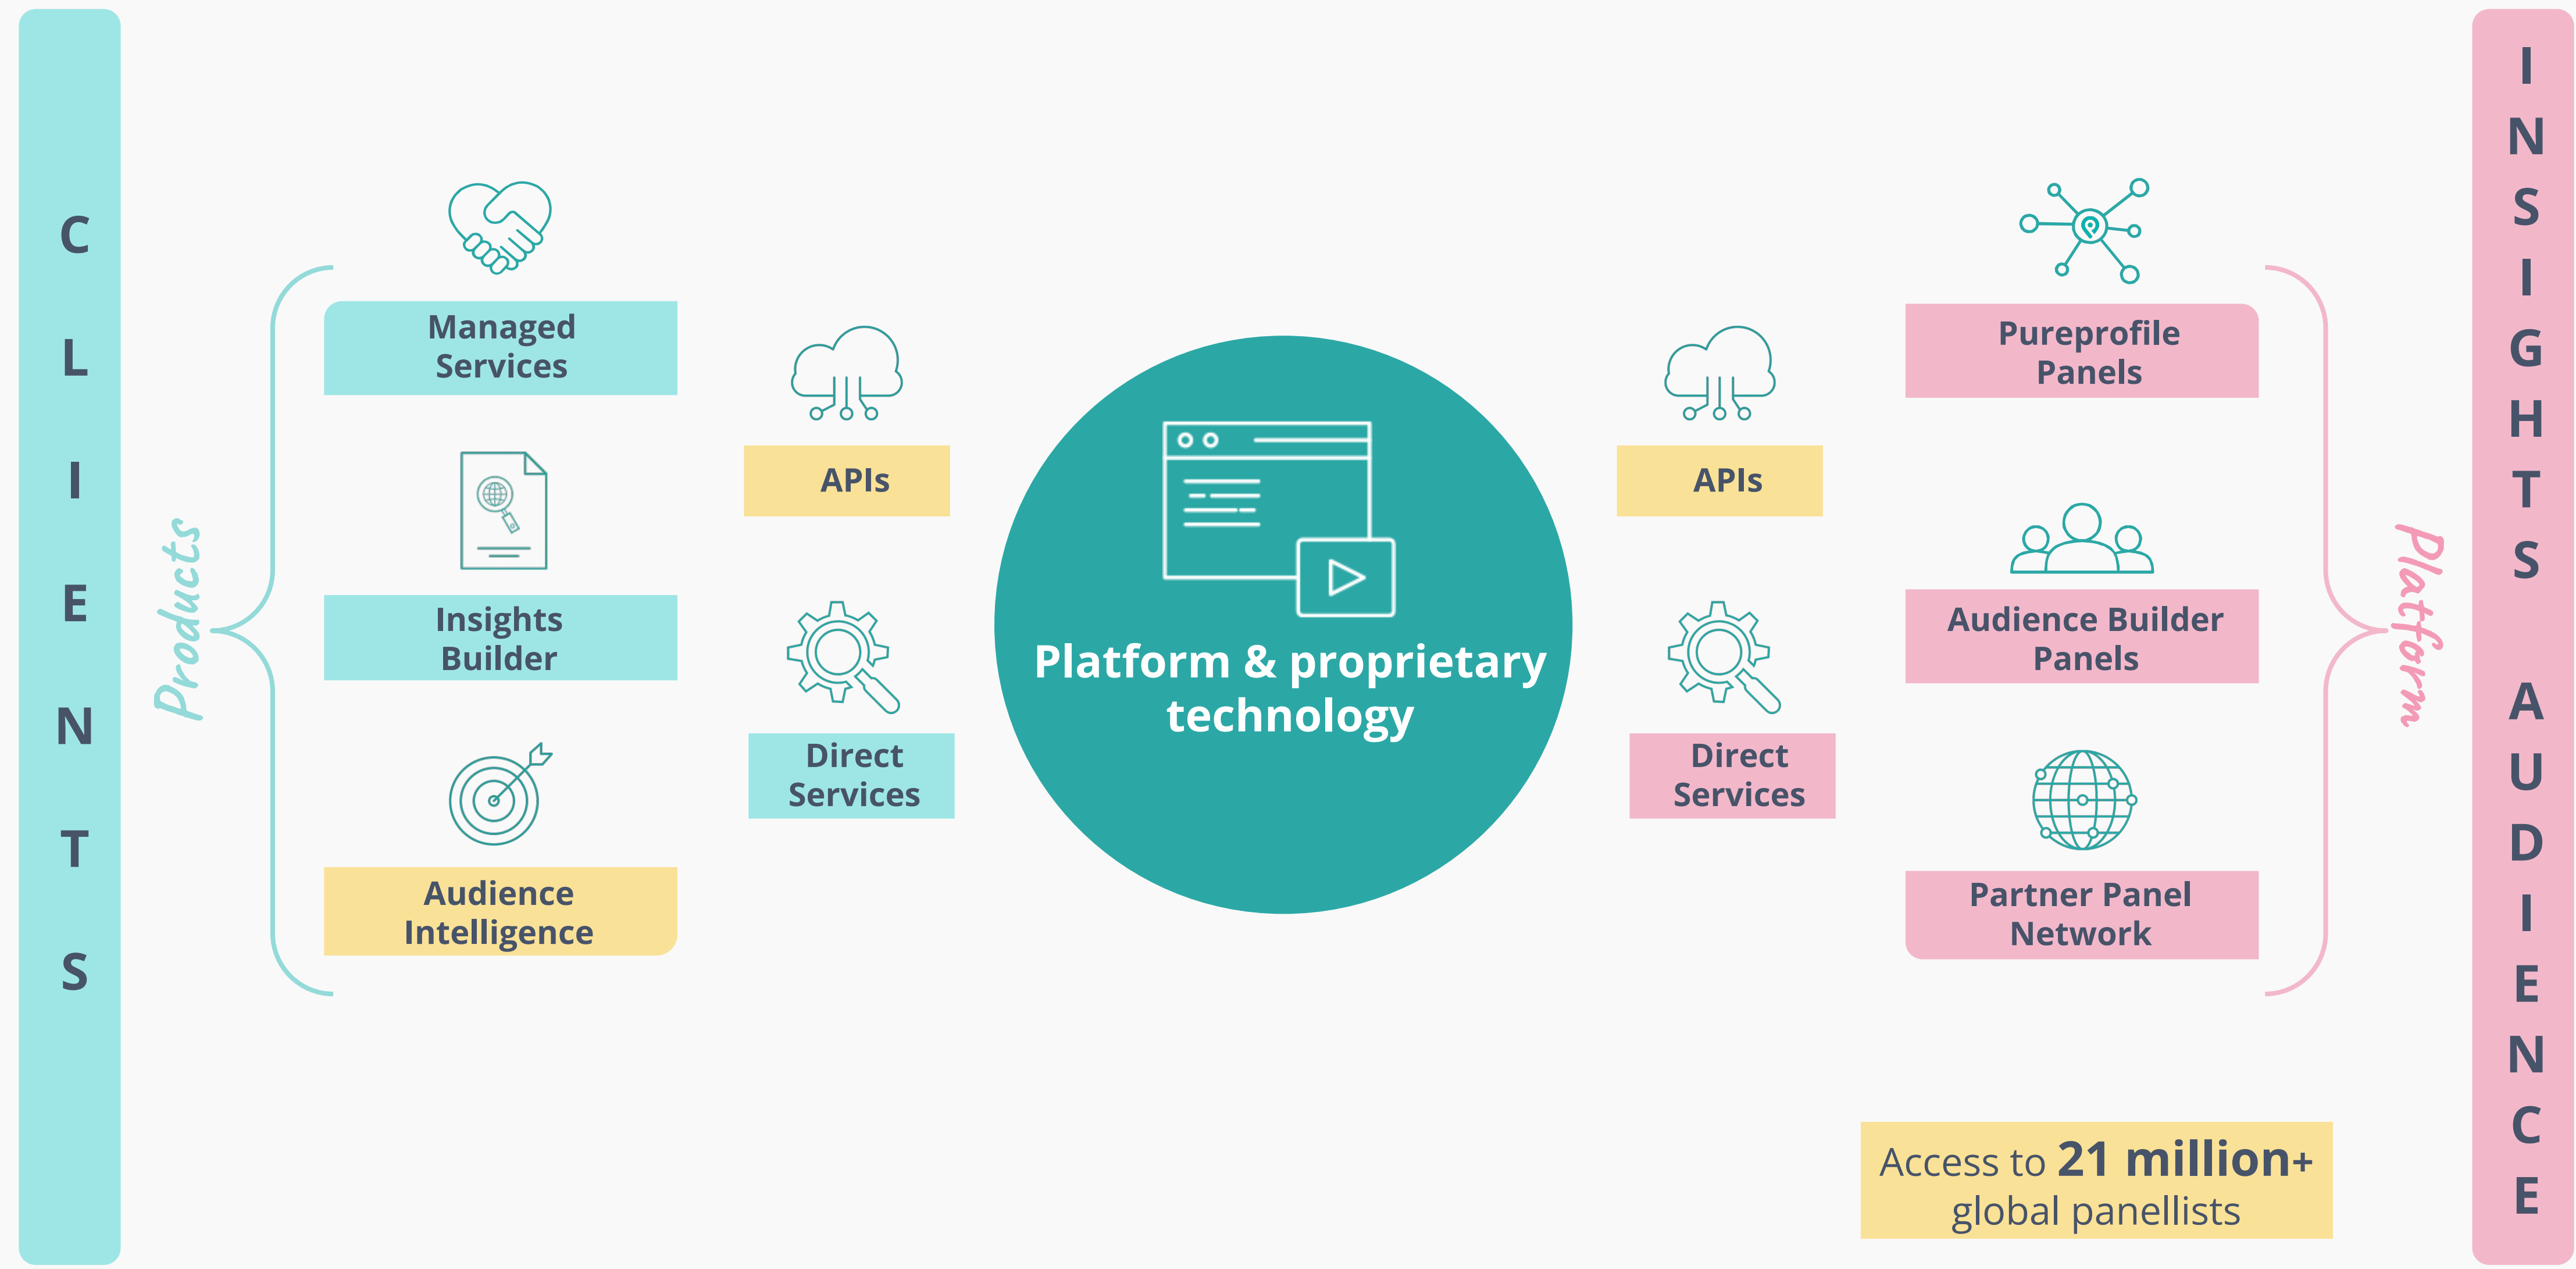 CLIENTS
Products
Managed
Services
Insights
Builder
Audience
Intelligence
APIs
Direct
Services
Platform & proprietary
technology
APIs
Direct
Services
Pureprofile
Panels
Audience Builder
Panels
Partner Panel
Network
Platform
Access to 21 million+
global panellists
INSIGHTS AUDIENCE